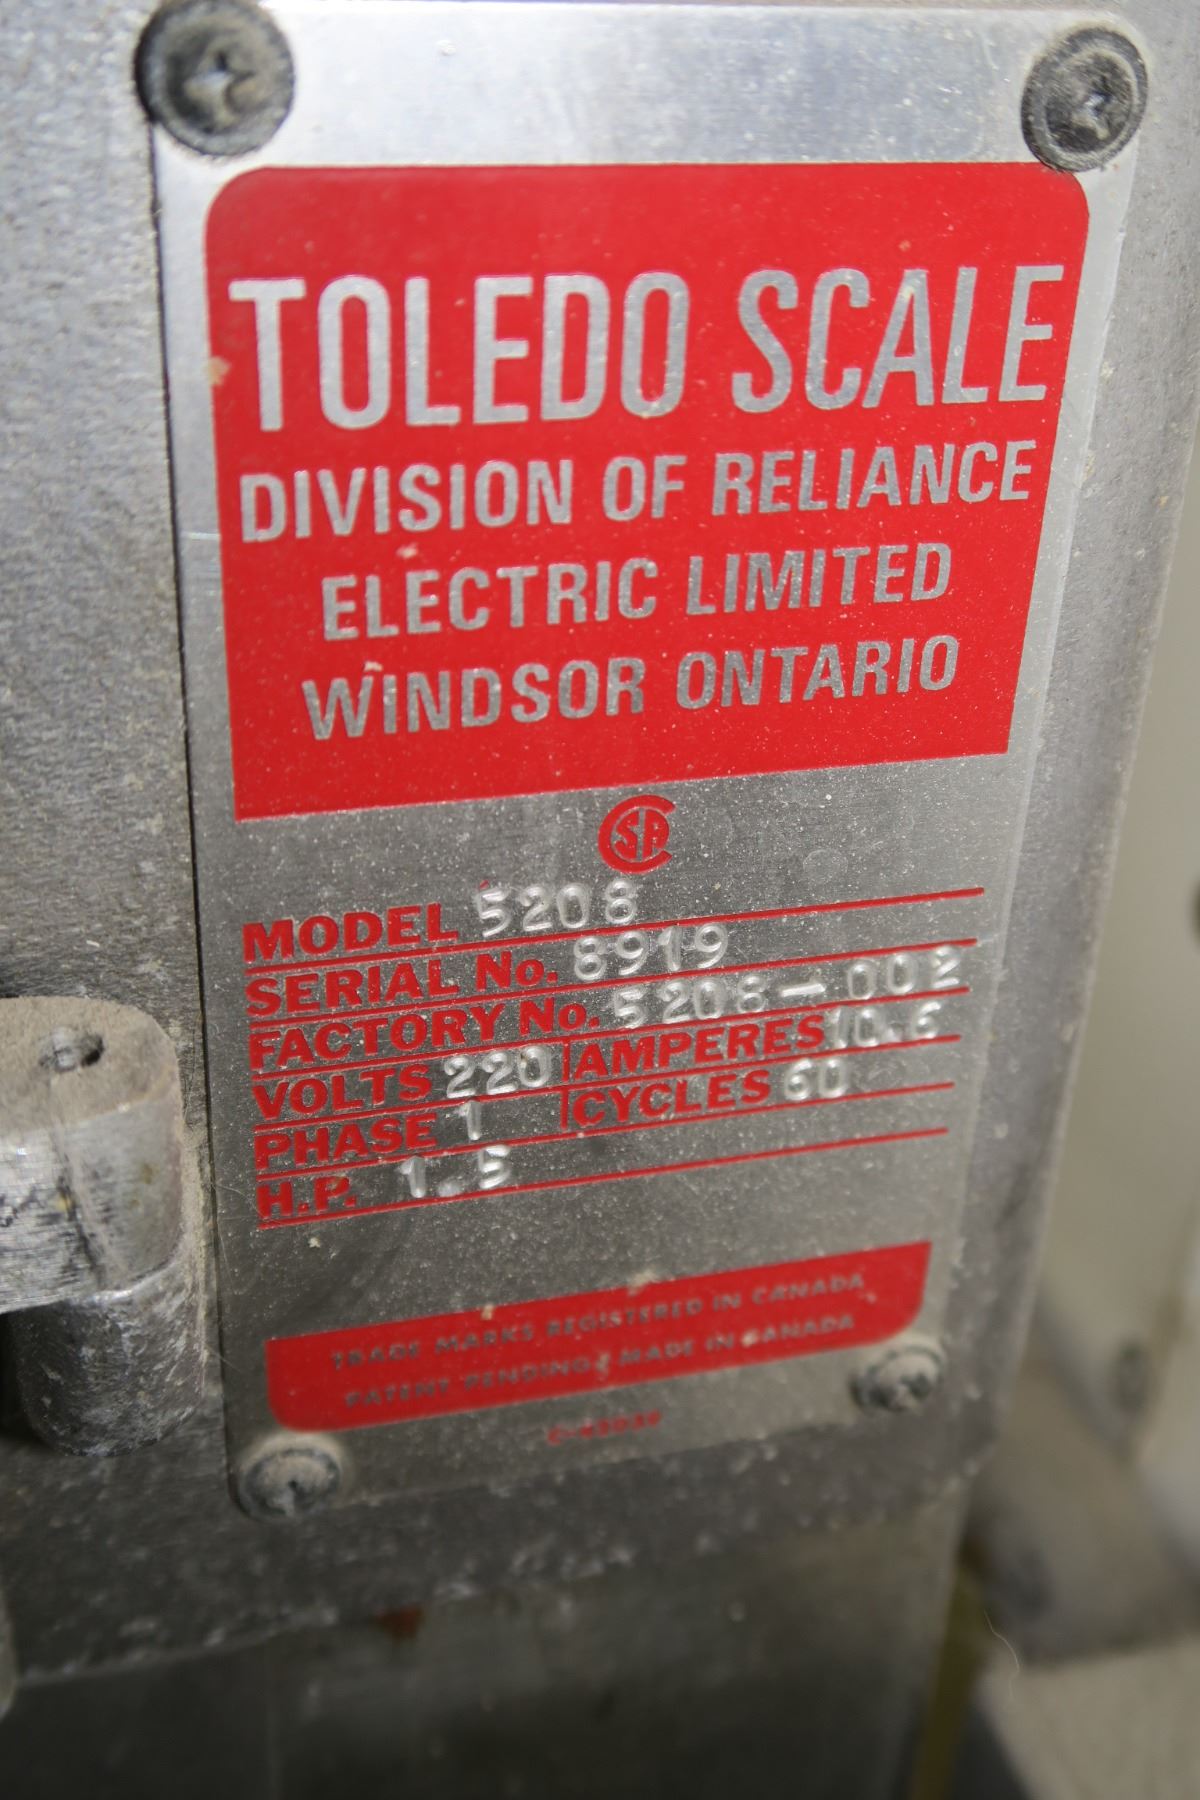 TOLEDO SCALE
DIVISION OF RELIANCE
ELECTRIC LIMITED
WINDSOR ONTARIO
CSA
MODEL 5208
SERIAL No. 8919
FACTORY No. 5208-002
VOLTS 220 AMPERES 10.6
PHASE 1 CYCLES 60
H.P. 1.5
TRADE MARKS REGISTERED IN CANADA
PATENT PENDING MADE IN CANADA